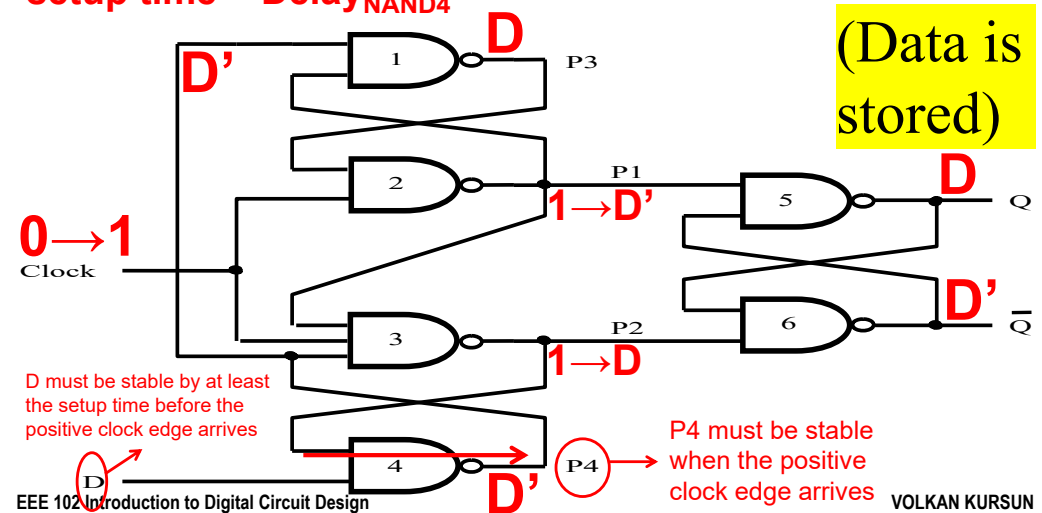 setup time = Delay NAND4
D'
1
D
P3
(Data is
stored)
2
P1
1→D'
5
D
Q
0→1
Clock
3
P2
1→D
6
D'
Q̅
D must be stable by at least
the setup time before the
positive clock edge arrives
D
4
D'
P4
P4 must be stable
when the positive
clock edge arrives
EEE 102 Introduction to Digital Circuit Design
VOLKAN KURSUN